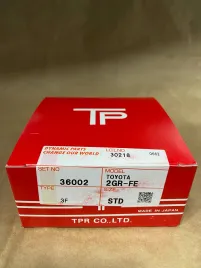 TP
DYNAMIC PARTS
CHANGE OUR WORLD
LOT.NO.
30218
SET
36002
MODEL
TOYOTA
2GR-FE
TYPE
3F
SIZE
STD
MADE IN JAPAN
TPR CO.,LTD.